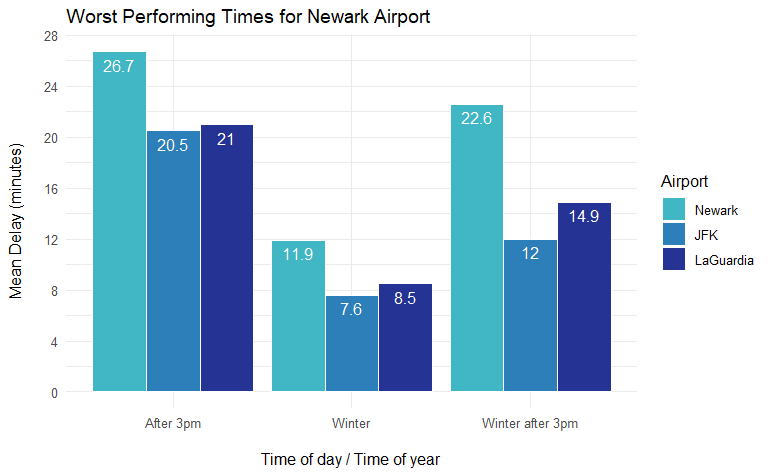 Worst Performing Times for Newark Airport
28
24
20
16
12
8
4
0
Mean Delay (minutes)
26.7
20.5
21
11.9
7.6
8.5
22.6
12
14.9
After 3pm
Winter
Winter after 3pm
Time of day / Time of year
Airport
Newark
JFK
LaGuardia